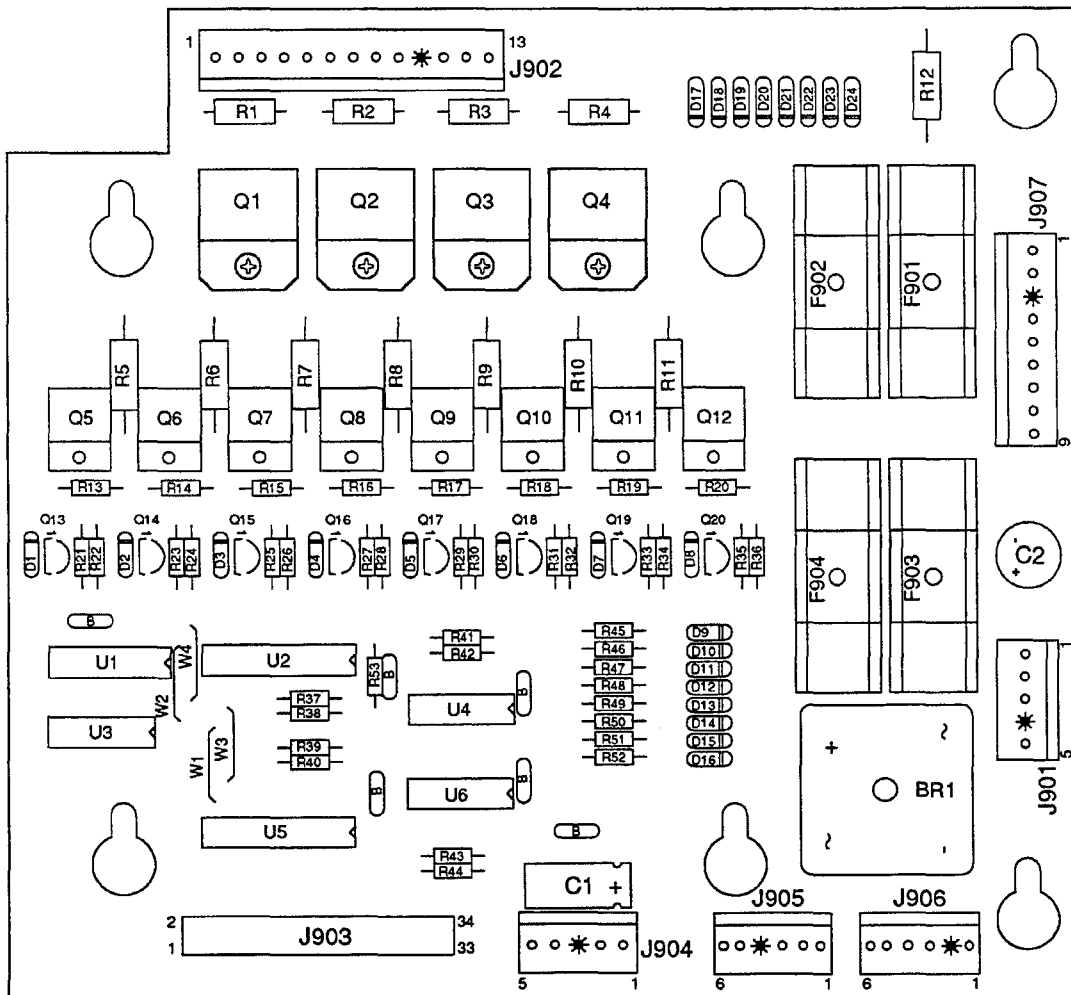 1 13
J902
R1 R2 R3 R4
D17 D18 D19 D20 D21 D22 D23 D24
R12
Q1 Q2 Q3 Q4
F902 F901
J907
1
9
R5 R6 R7 R8 R9 R10 R11
Q5 Q6 Q7 Q8 Q9 Q10 Q11 Q12
R13 R14 R15 R16 R17 R18 R19 R20
Q13 Q14 Q15 Q16 Q17 Q18 Q19 Q20
D1 R21 R22 D2 R23 R24 D3 R25 R26 D4 R27 R28 D5 R29 R30 D6 R31 R32 D7 R33 R34 D8 R35 R36
F904 F903
- C2 +
B
U1 W4 U2 R53 B
R41
R42
R45 D9
R46 D10
R47 D11
R48 D12
R49 D13
R50 D14
R51 D15
R52 D16
W2
R37
R38
U4 B
U3
W1 W3
R39
R40
B
U6 B
U5
B
R43
R44
C1 +
+ ~
BR1
~ -
1
5
J901
2 34
J903
1 33
5 1
J904
J905
6 1
J906
6 1